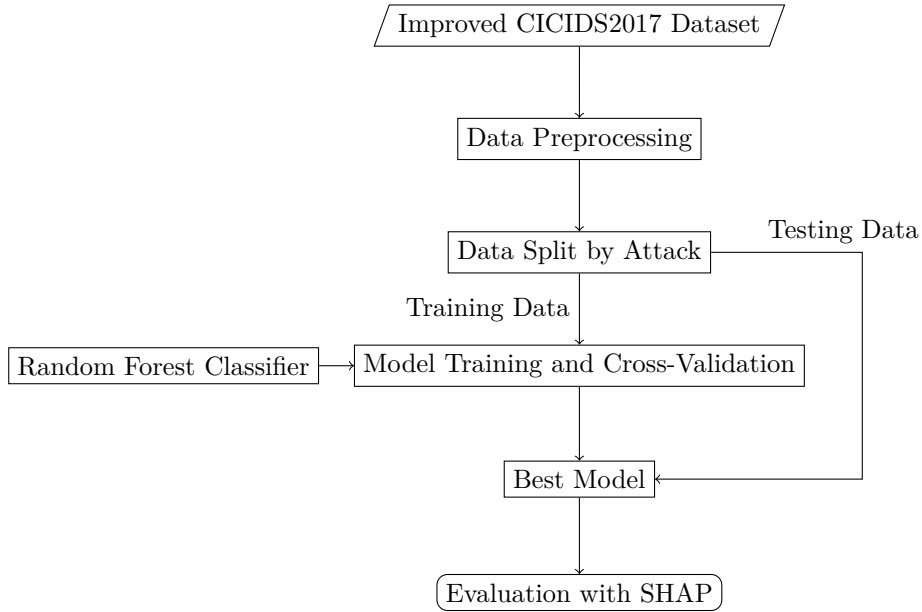 Improved CICIDS2017 Dataset
Data Preprocessing
Testing Data
Data Split by Attack
Training Data
Random Forest Classifier
Model Training and Cross-Validation
Best Model
Evaluation with SHAP